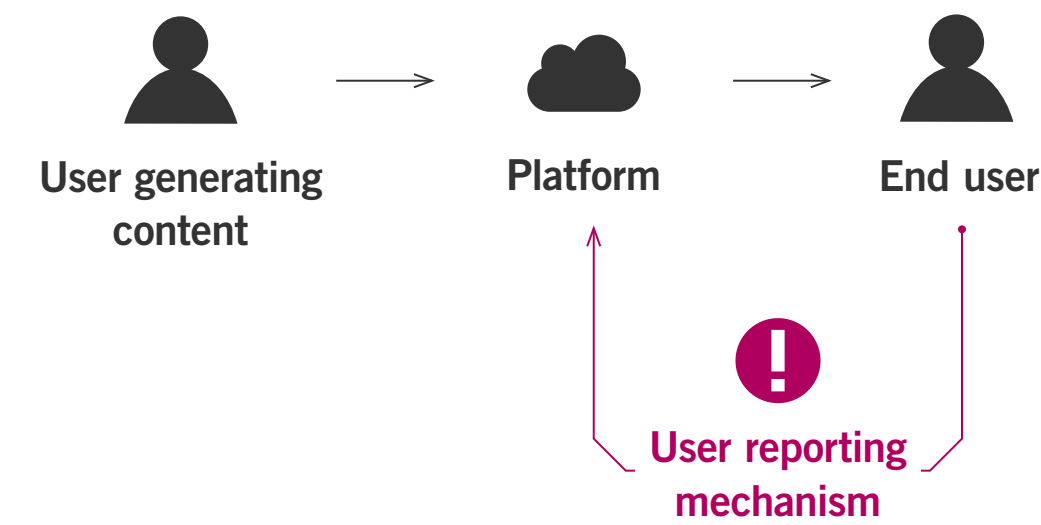 User generating
content
Platform
End user
!
User reporting
mechanism